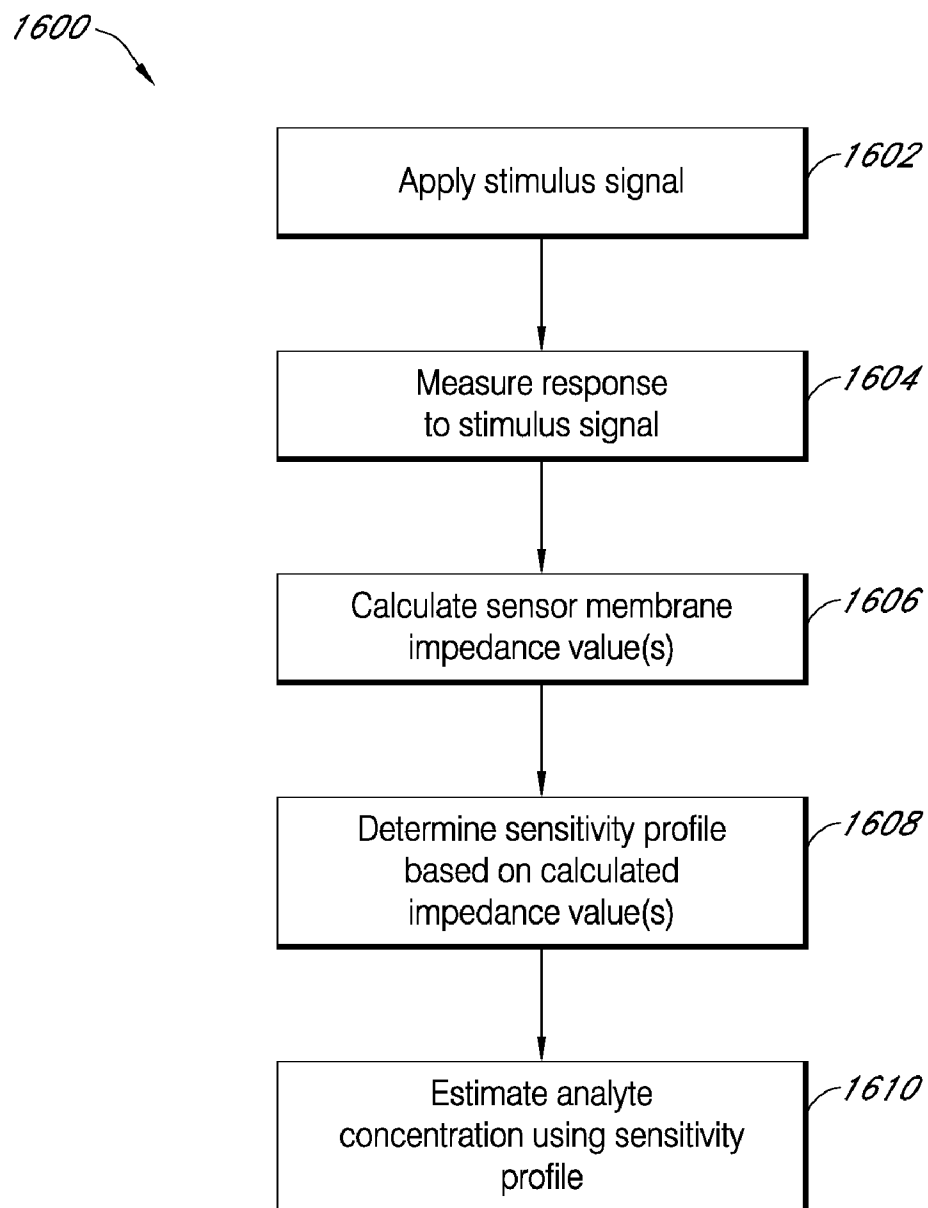 1600
Apply stimulus signal
1602
Measure response
to stimulus signal
1604
Calculate sensor membrane
impedance value(s)
1606
Determine sensitivity profile
based on calculated
impedance value(s)
1608
Estimate analyte
concentration using sensitivity
profile
1610